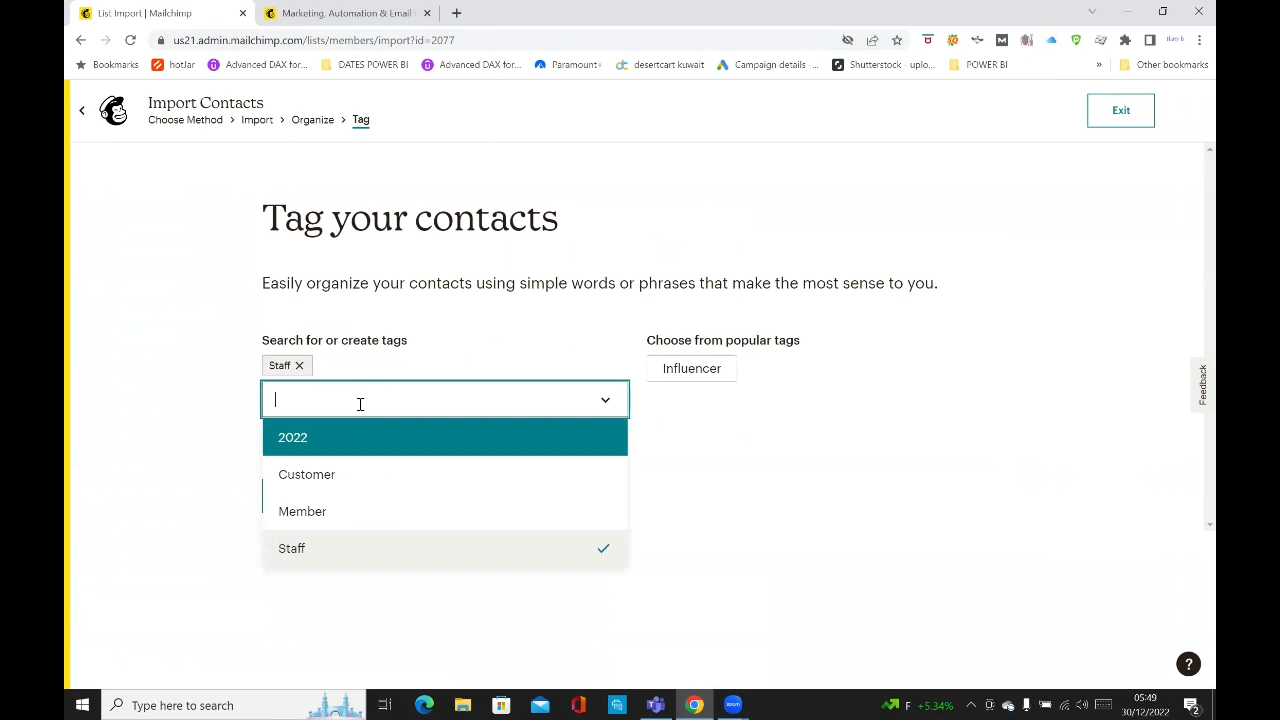 List Import | Mailchimp
Marketing, Automation & Email
us21.admin.mailchimp.com/lists/members/import?id=2077
Bookmarks
hotlar
Advanced DAX for...
DATES POWER BI
Advanced DAX for...
Paramount+
desertcart kuwait
Campaign details - ...
Shutterstock - uplo...
POWER BI
»
Other bookmarks
Import Contacts
Choose Method > Import > Organize > Tag
Exit
Tag your contacts
Easily organize your contacts using simple words or phrases that make the most sense to you.
Search for or create tags
Choose from popular tags
Staff
Influencer
Feedback
2022
Customer
Member
Staff
?
Type here to search
zoom
F +5.34%
05:49
30/12/2022
2